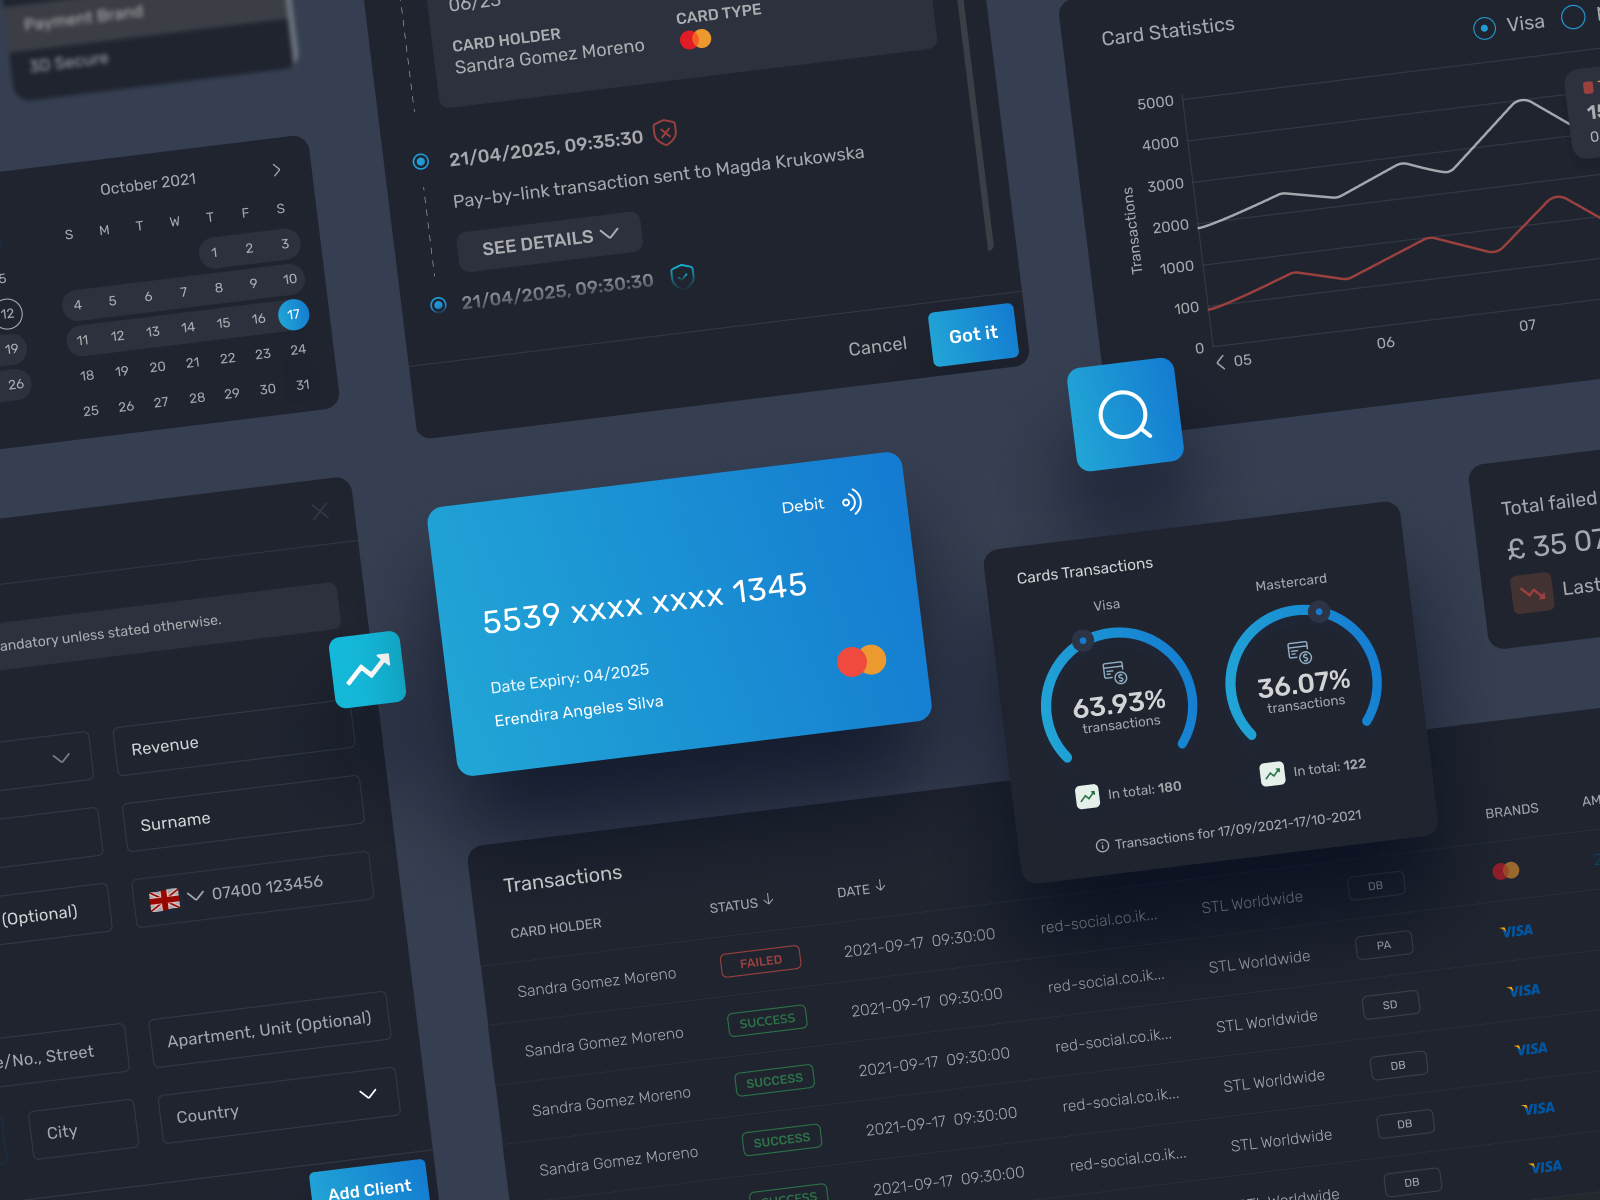 Payment Brand
3D Secure
October 2021
S M T W T F S
1 2 3
5
4 5 6 7 8 9 10
12
11 12 13 14 15 16 17
19
18 19 20 21 22 23 24
26
25 26 27 28 29 30 31
06/25
CARD HOLDER
Sandra Gomez Moreno
CARD TYPE
21/04/2025, 09:35:30
Pay-by-link transaction sent to Magda Krukowska
SEE DETAILS
21/04/2025, 09:30:30
Cancel
Got it
Card Statistics
Visa
5000
4000
3000
2000
1000
100
0
Transactions
05
06
07
Debit
5539 xxxx xxxx 1345
Date Expiry: 04/2025
Erendira Angeles Silva
Cards Transactions
Visa
63.93%
transactions
In total: 180
Mastercard
36.07%
transactions
In total: 122
Transactions for 17/09/2021-17/10-2021
Total failed
£ 35 07
Last
andatory unless stated otherwise.
Revenue
Surname
(Optional)
07400 123456
e/No., Street
Apartment, Unit (Optional)
City
Country
Add Client
Transactions
CARD HOLDER STATUS DATE BRANDS AM
Sandra Gomez Moreno FAILED 2021-09-17 09:30:00 red-social.co.ik... STL Worldwide DB
Sandra Gomez Moreno SUCCESS 2021-09-17 09:30:00 red-social.co.ik... STL Worldwide PA VISA
Sandra Gomez Moreno SUCCESS 2021-09-17 09:30:00 red-social.co.ik... STL Worldwide SD VISA
Sandra Gomez Moreno SUCCESS 2021-09-17 09:30:00 red-social.co.ik... STL Worldwide DB VISA
SUCCESS 2021-09-17 09:30:00 red-social.co.ik... STL Worldwide DB VISA
STL Worldwide DB VISA